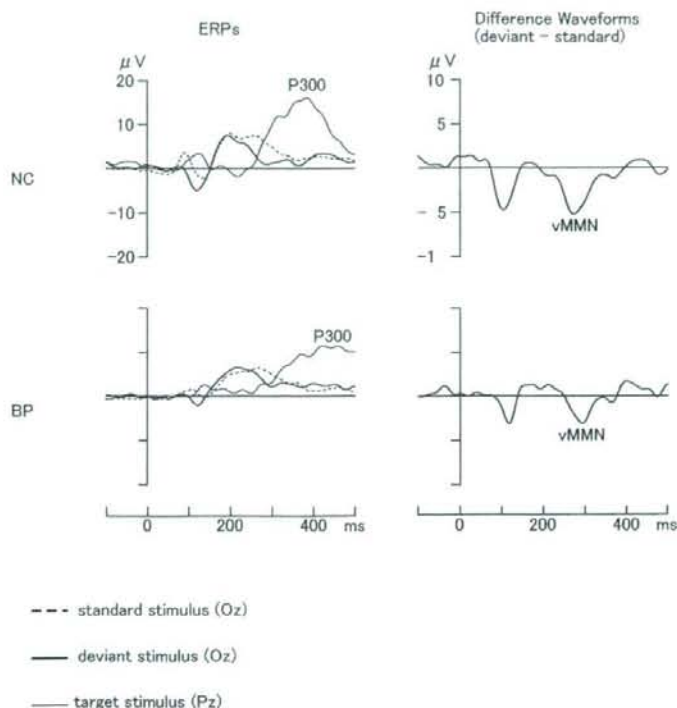 ERPs
Difference Waveforms
(deviant - standard)
μV
20
10
0
-10
-20
P300
NC
μV
10
5
0
- 5
-1
vMMN
BP
P300
vMMN
0 200 400 ms
0 200 400 ms
standard stimulus (Oz)
deviant stimulus (Oz)
target stimulus (Pz)